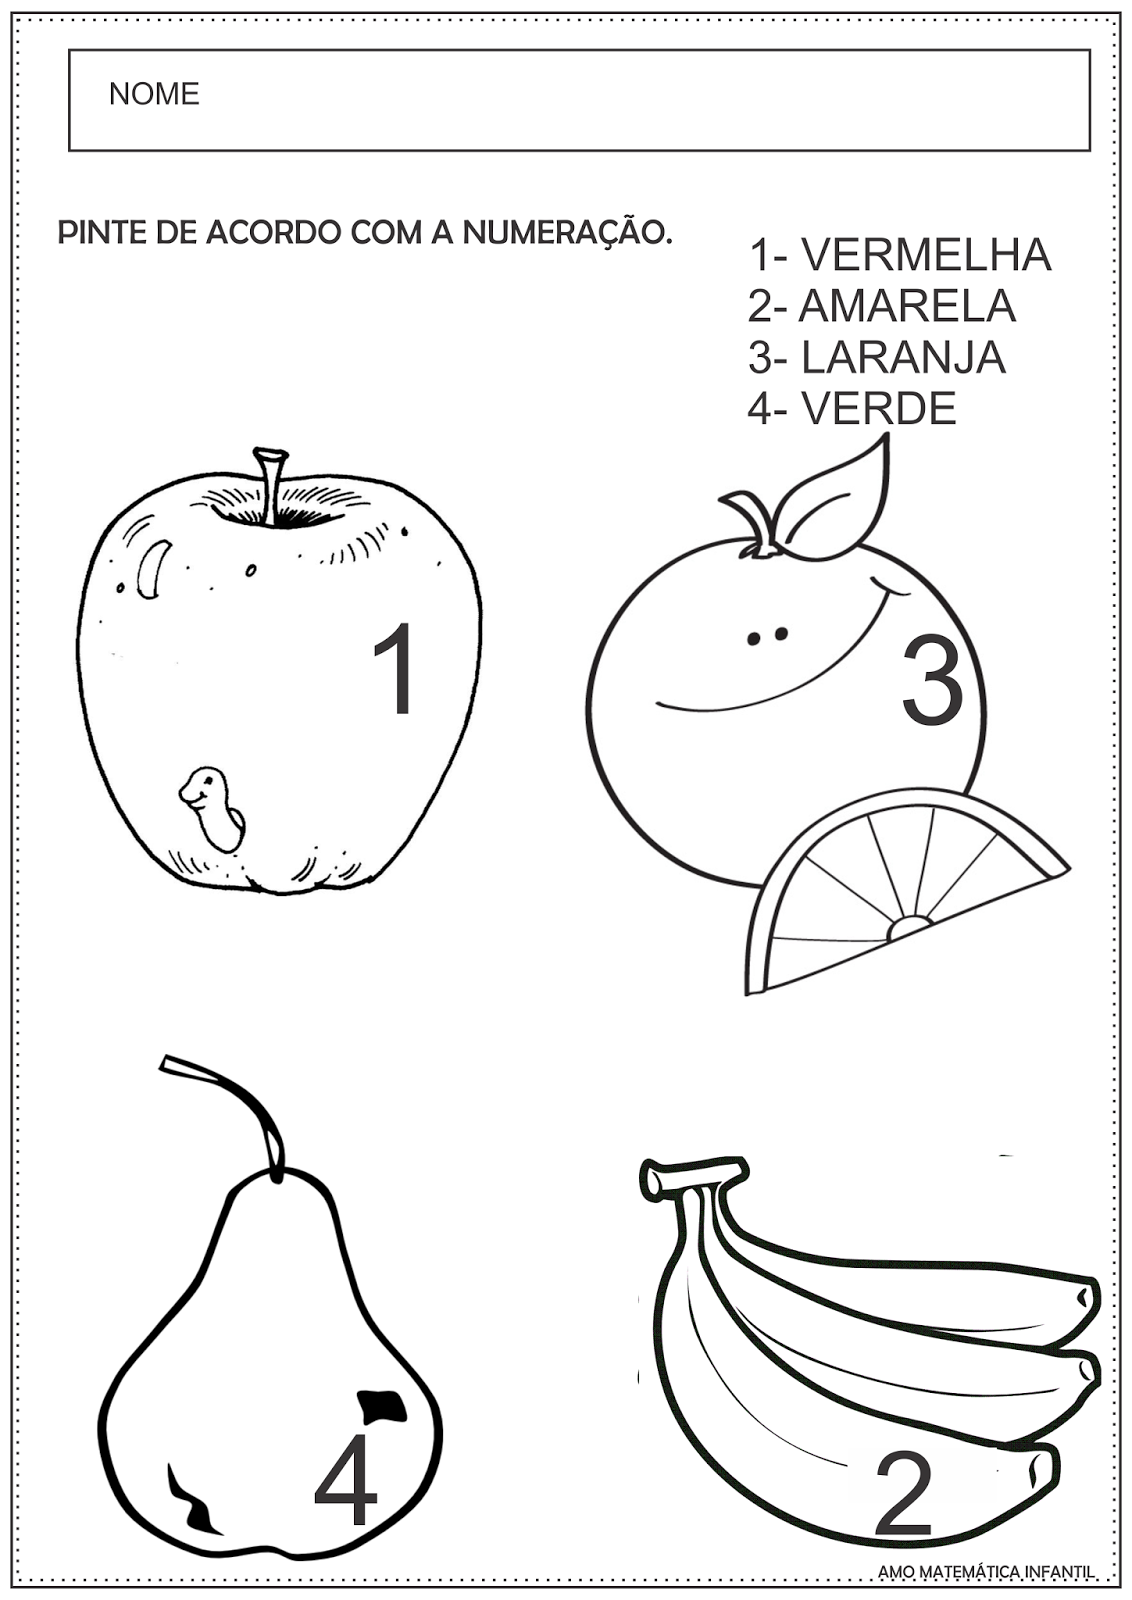 NOME
PINTE DE ACORDO COM A NUMERAÇÃO.
1- VERMELHA
2- AMARELA
3- LARANJA
4- VERDE
1
3
4
2
AMO MATEMÁTICA INFANTIL